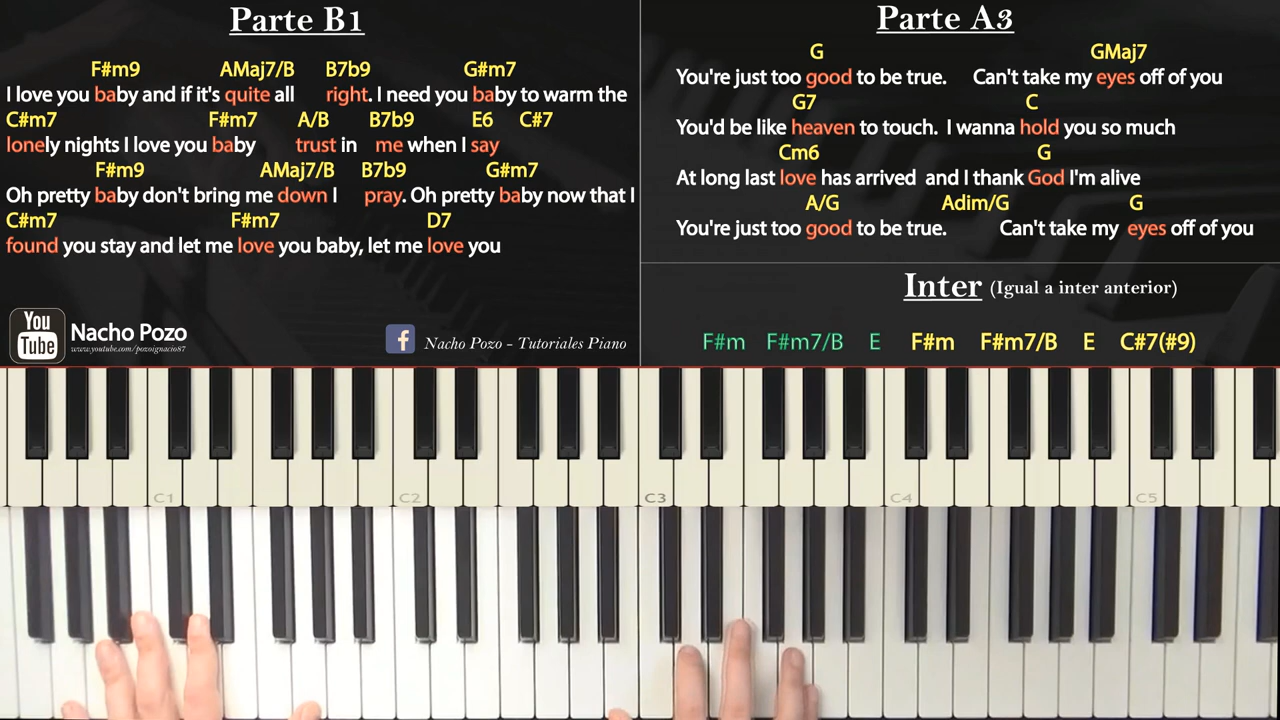 Parte B1
F#m9 AMaj7/B B7b9 G#m7
I love you baby and if it's quite all right. I need you baby to warm the
C#m7 F#m7 A/B B7b9 E6 C#7
lonely nights I love you baby trust in me when I say
F#m9 AMaj7/B B7b9 G#m7
Oh pretty baby don't bring me down I pray. Oh pretty baby now that I
C#m7 F#m7 D7
found you stay and let me love you baby, let me love you
You
Tube
Nacho Pozo
www.youtube.com/pozoignacio87
f Nacho Pozo - Tutoriales Piano
Parte A3
G GMaj7
You're just too good to be true. Can't take my eyes off of you
G7 C
You'd be like heaven to touch. I wanna hold you so much
Cm6 G
At long last love has arrived and I thank God I'm alive
A/G Adim/G G
You're just too good to be true. Can't take my eyes off of you
Inter (Igual a inter anterior)
F#m F#m7/B E F#m F#m7/B E C#7(#9)
C1 C2 C3 C4 C5